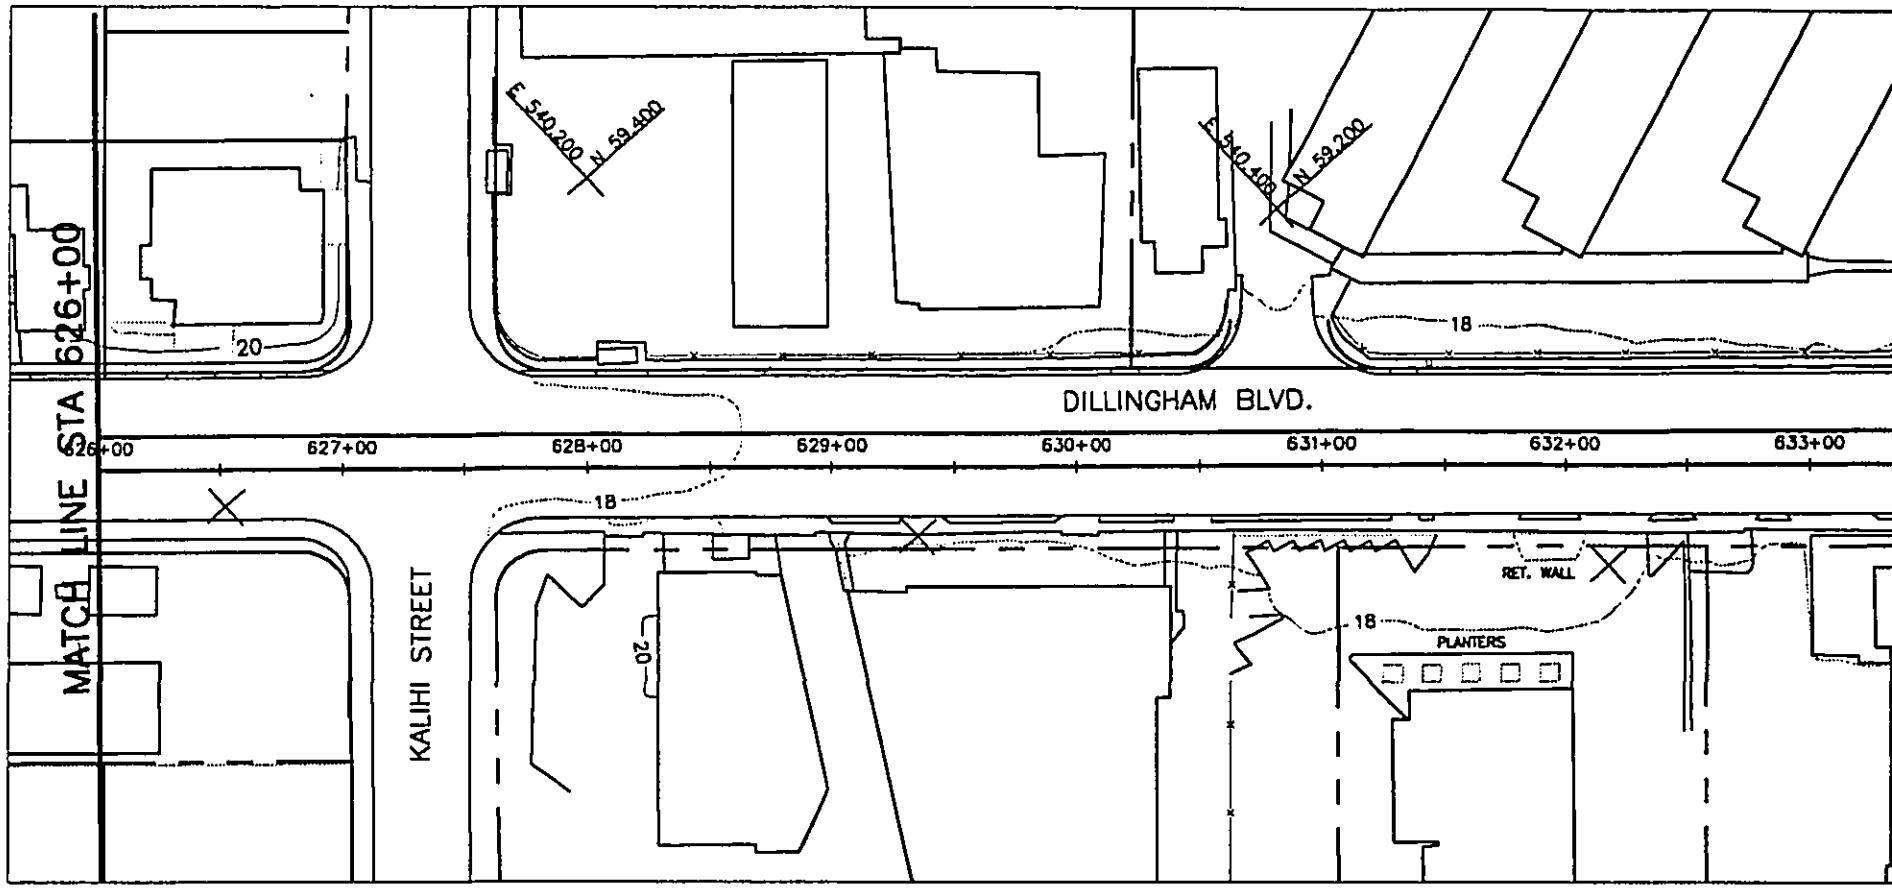 E 540,200
N 59,400
E 540,400
N 59,200
MATCH LINE STA 626+00
20
18
DILLINGHAM BLVD.
626+00 627+00 628+00 629+00 630+00 631+00 632+00 633+00
18
KALIHI STREET
20
RET. WALL
18
PLANTERS